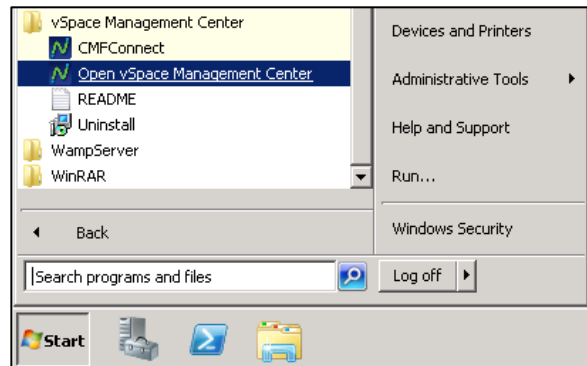 vSpace Management Center
CMFConnect
Open vSpace Management Center
README
Uninstall
WampServer
WinRAR
Back
Search programs and files
Devices and Printers
Administrative Tools
Help and Support
Run...
Windows Security
Log off
Start